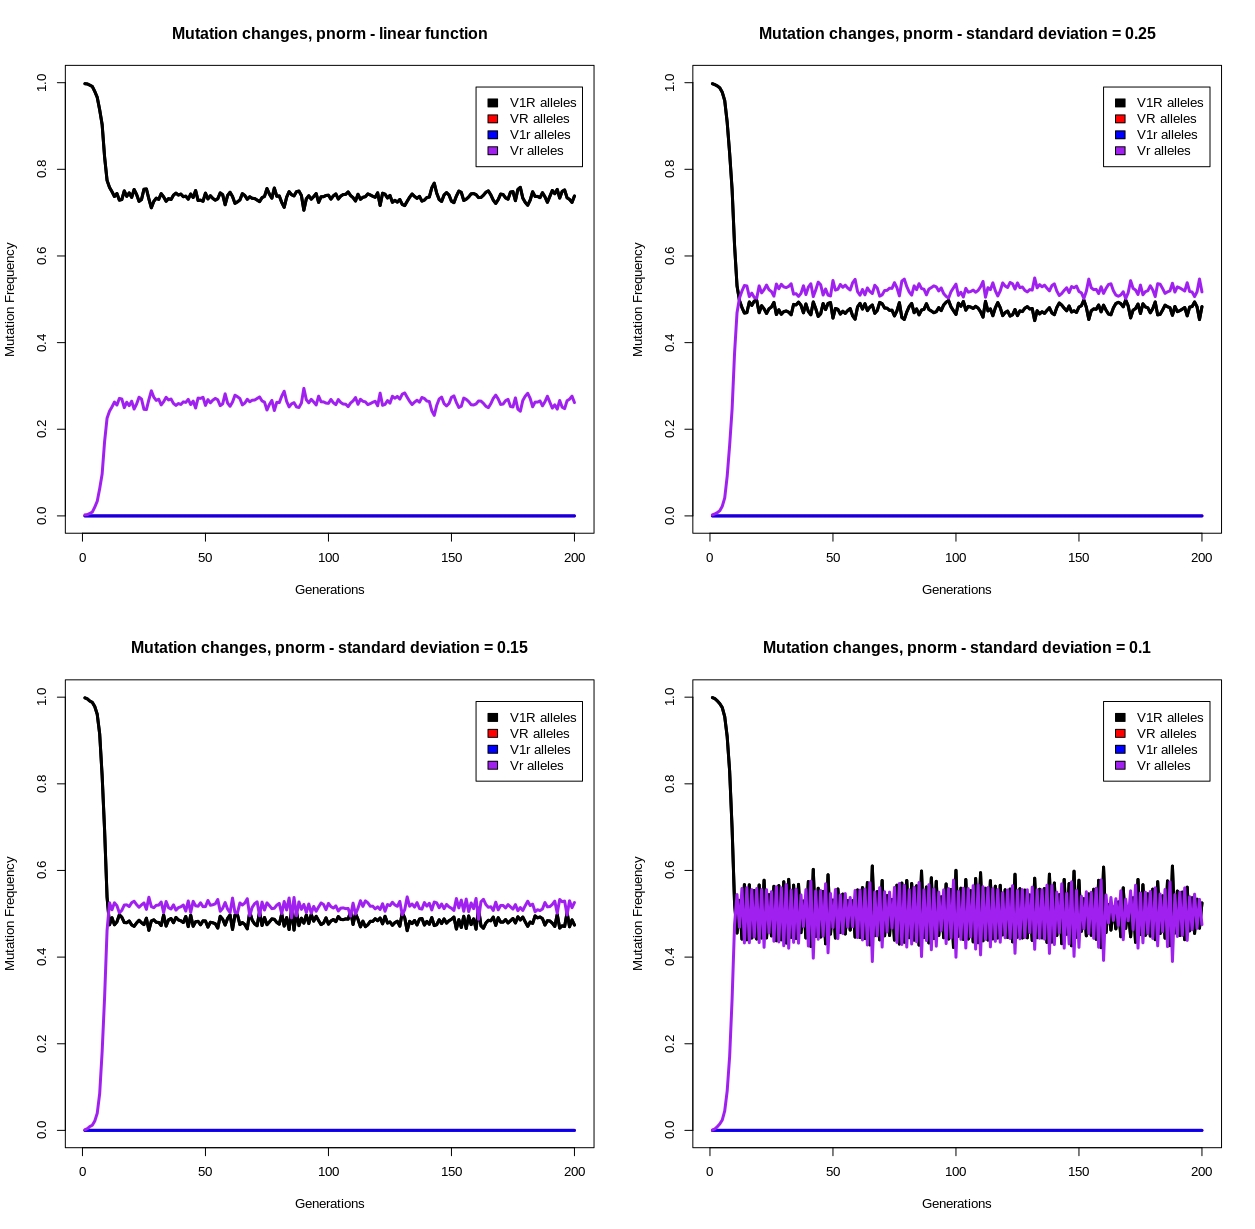 Mutation changes, pnorm - linear function
Mutation Frequency
1.0
0.8
0.6
0.4
0.2
0.0
V1R alleles
VR alleles
V1r alleles
Vr alleles
0 50 100 150 200
Generations
Mutation changes, pnorm - standard deviation = 0.25
Mutation Frequency
1.0
0.8
0.6
0.4
0.2
0.0
V1R alleles
VR alleles
V1r alleles
Vr alleles
0 50 100 150 200
Generations
Mutation changes, pnorm - standard deviation = 0.15
Mutation Frequency
1.0
0.8
0.6
0.4
0.2
0.0
V1R alleles
VR alleles
V1r alleles
Vr alleles
0 50 100 150 200
Generations
Mutation changes, pnorm - standard deviation = 0.1
Mutation Frequency
1.0
0.8
0.6
0.4
0.2
0.0
V1R alleles
VR alleles
V1r alleles
Vr alleles
0 50 100 150 200
Generations